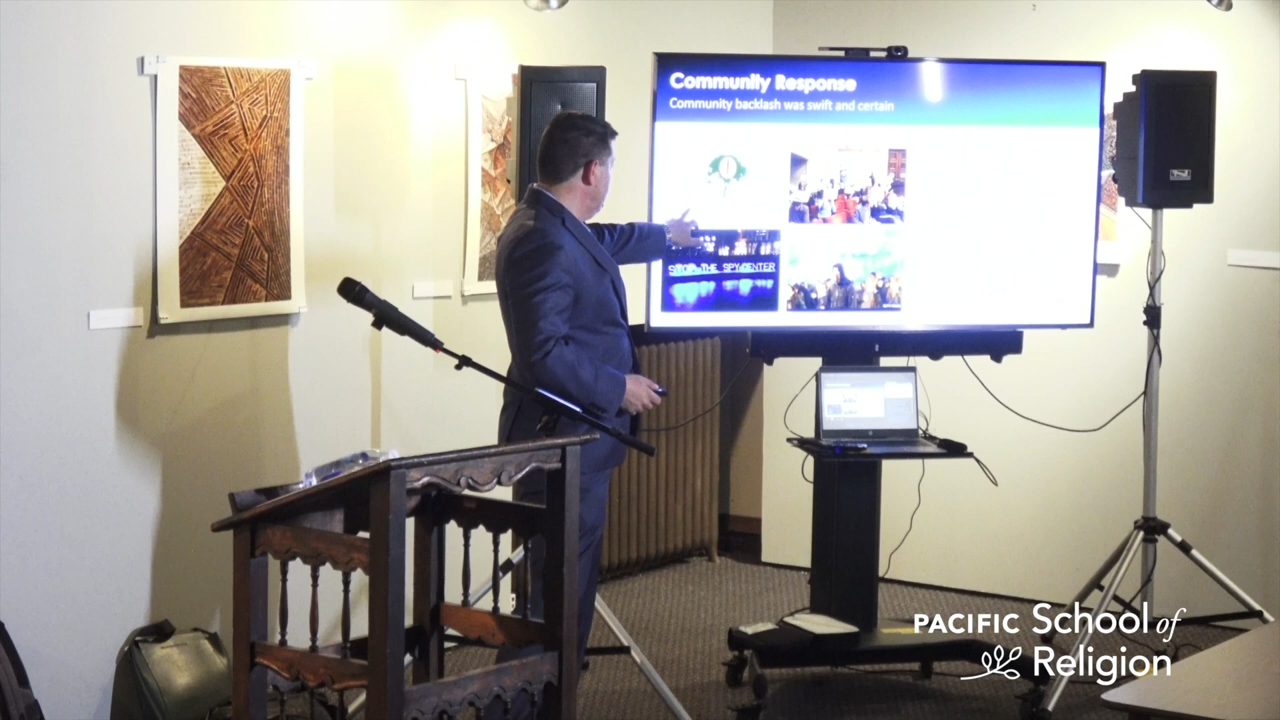 Community Response
Community backlash was swift and certain
STOP THE SPY CENTER
PACIFIC School of
Religion